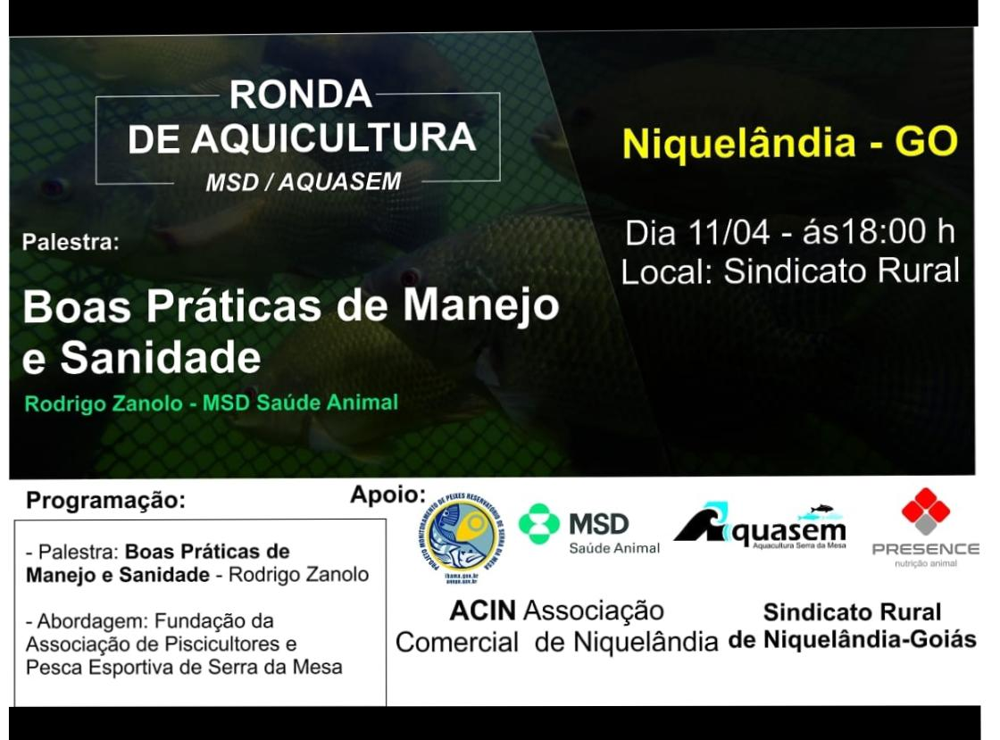 RONDA
DE AQUICULTURA
MSD / AQUASEM
Niquelândia - GO
Dia 11/04 - ás18:00 h
Local: Sindicato Rural
Palestra:
Boas Práticas de Manejo
e Sanidade
Rodrigo Zanolo - MSD Saúde Animal
Programação:
- Palestra: Boas Práticas de
Manejo e Sanidade - Rodrigo Zanolo
- Abordagem: Fundação da
Associação de Piscicultores e
Pesca Esportiva de Serra da Mesa
Apoio:
PROJETO MONITORAMENTO DE PEIXES RESERVATÓRIO DE SERRA DA MESA
ibama.gov.br
MSD
Saúde Animal
Aquasem
Aquacultura Serra da Mesa
PRESENCE
nutrição animal
ACIN Associação
Comercial de Niquelândia
Sindicato Rural
de Niquelândia-Goiás